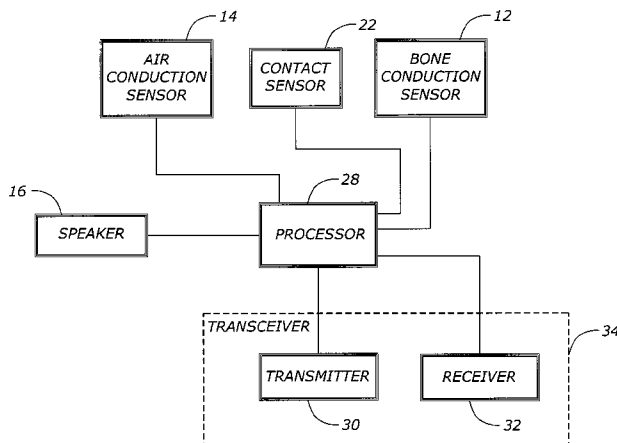 14
22
12
AIR
CONDUCTION
SENSOR
CONTACT
SENSOR
BONE
CONDUCTION
SENSOR
16
28
SPEAKER
PROCESSOR
TRANSCEIVER
34
TRANSMITTER
RECEIVER
30
32